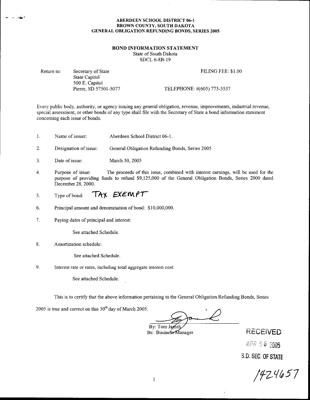 ABERDEEN SCHOOL DISTRICT 06-1
BROWN COUNTY, SOUTH DAKOTA
GENERAL OBLIGATION REFUNDING BONDS, SERIES 2005
BOND INFORMATION STATEMENT
State of South Dakota
SDCL 6-8B-19
Return to: Secretary of State FILING FEE: $1.00
State Capitol
500 E. Capitol
Pierre, SD 57501-5077 TELEPHONE: #(605) 773-3537
Every public body, authority, or agency issuing any general obligation, revenue, improvements, industrial revenue,
special assessment, or other bonds of any type shall file with the Secretary of State a bond information statement
concerning each issue of bonds.
1. Name of issuer: Aberdeen School District 06-1.
2. Designation of issue: General Obligation Refunding Bonds, Series 2005
3. Date of issue: March 30, 2005
4. Purpose of issue: The proceeds of this issue, combined with interest earnings, will be used for the
purpose of providing funds to refund $9,125,000 of the General Obligation Bonds, Series 2000 dated
December 28, 2000.
5. Type of bond: TAX EXEMPT
6. Principal amount and denomination of bond: $10,000,000.
7. Paying dates of principal and interest:
See attached Schedule.
8. Amortization schedule:
See attached Schedule.
9. Interest rate or rates, including total aggregate interest cost:
See attached Schedule.
This is to certify that the above information pertaining to the General Obligation Refunding Bonds, Series
2005 is true and correct on this 30th day of March 2005.
By: Tom
Its: Business Manager
RECEIVED
APR 2005
S.D. SEC. OF STATE
1424657
1